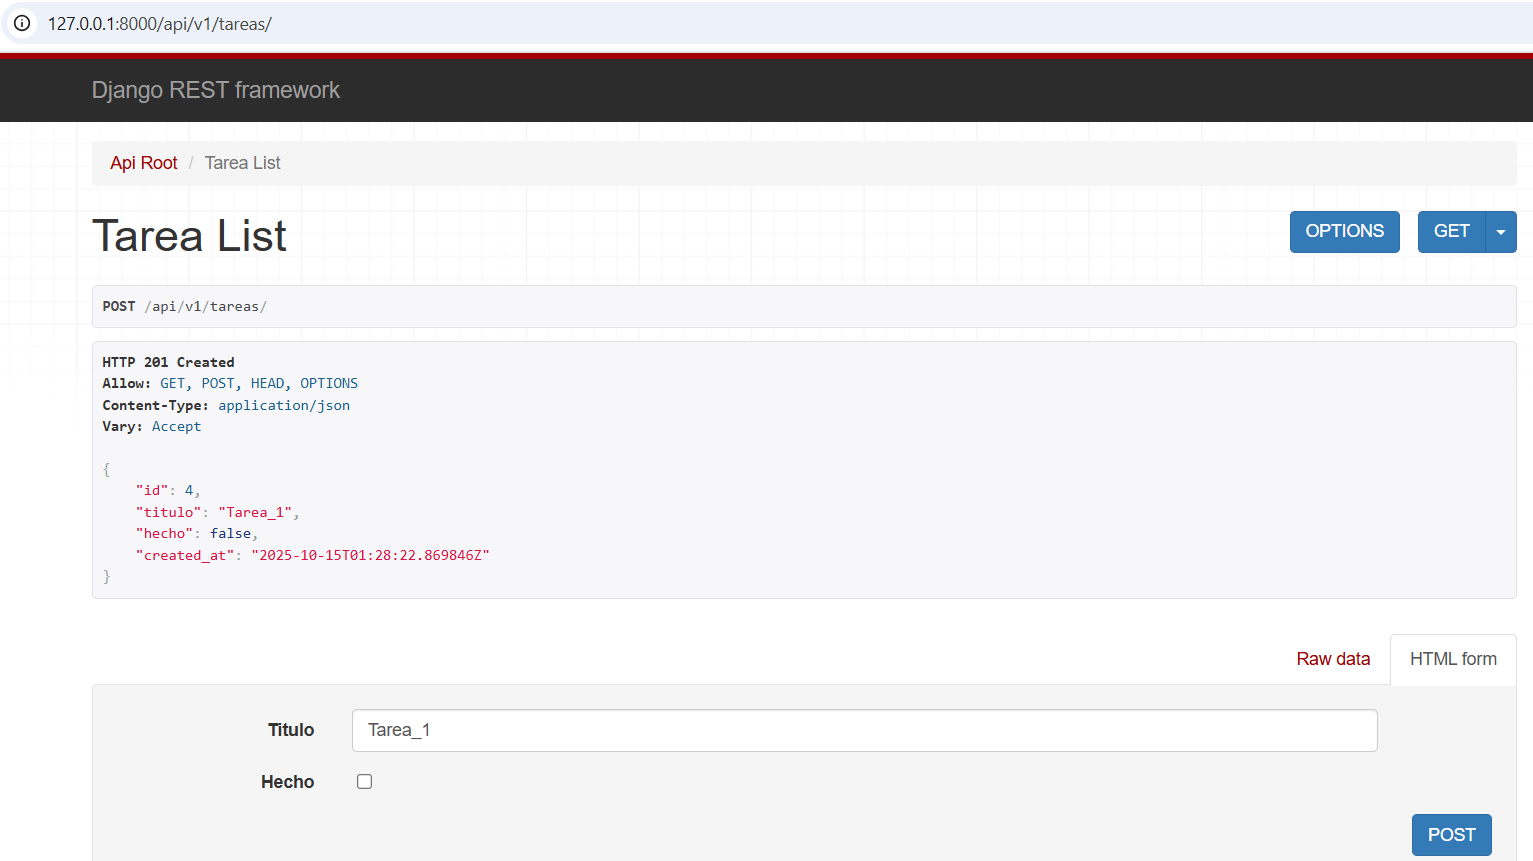 127.0.0.1:8000/api/v1/tareas/
Django REST framework
Api Root / Tarea List
Tarea List
OPTIONS
GET
POST /api/v1/tareas/
HTTP 201 Created
Allow: GET, POST, HEAD, OPTIONS
Content-Type: application/json
Vary: Accept
{
    "id": 4,
    "titulo": "Tarea_1",
    "hecho": false,
    "created_at": "2025-10-15T01:28:22.869846Z"
}
Raw data
HTML form
Titulo
Tarea_1
Hecho
POST